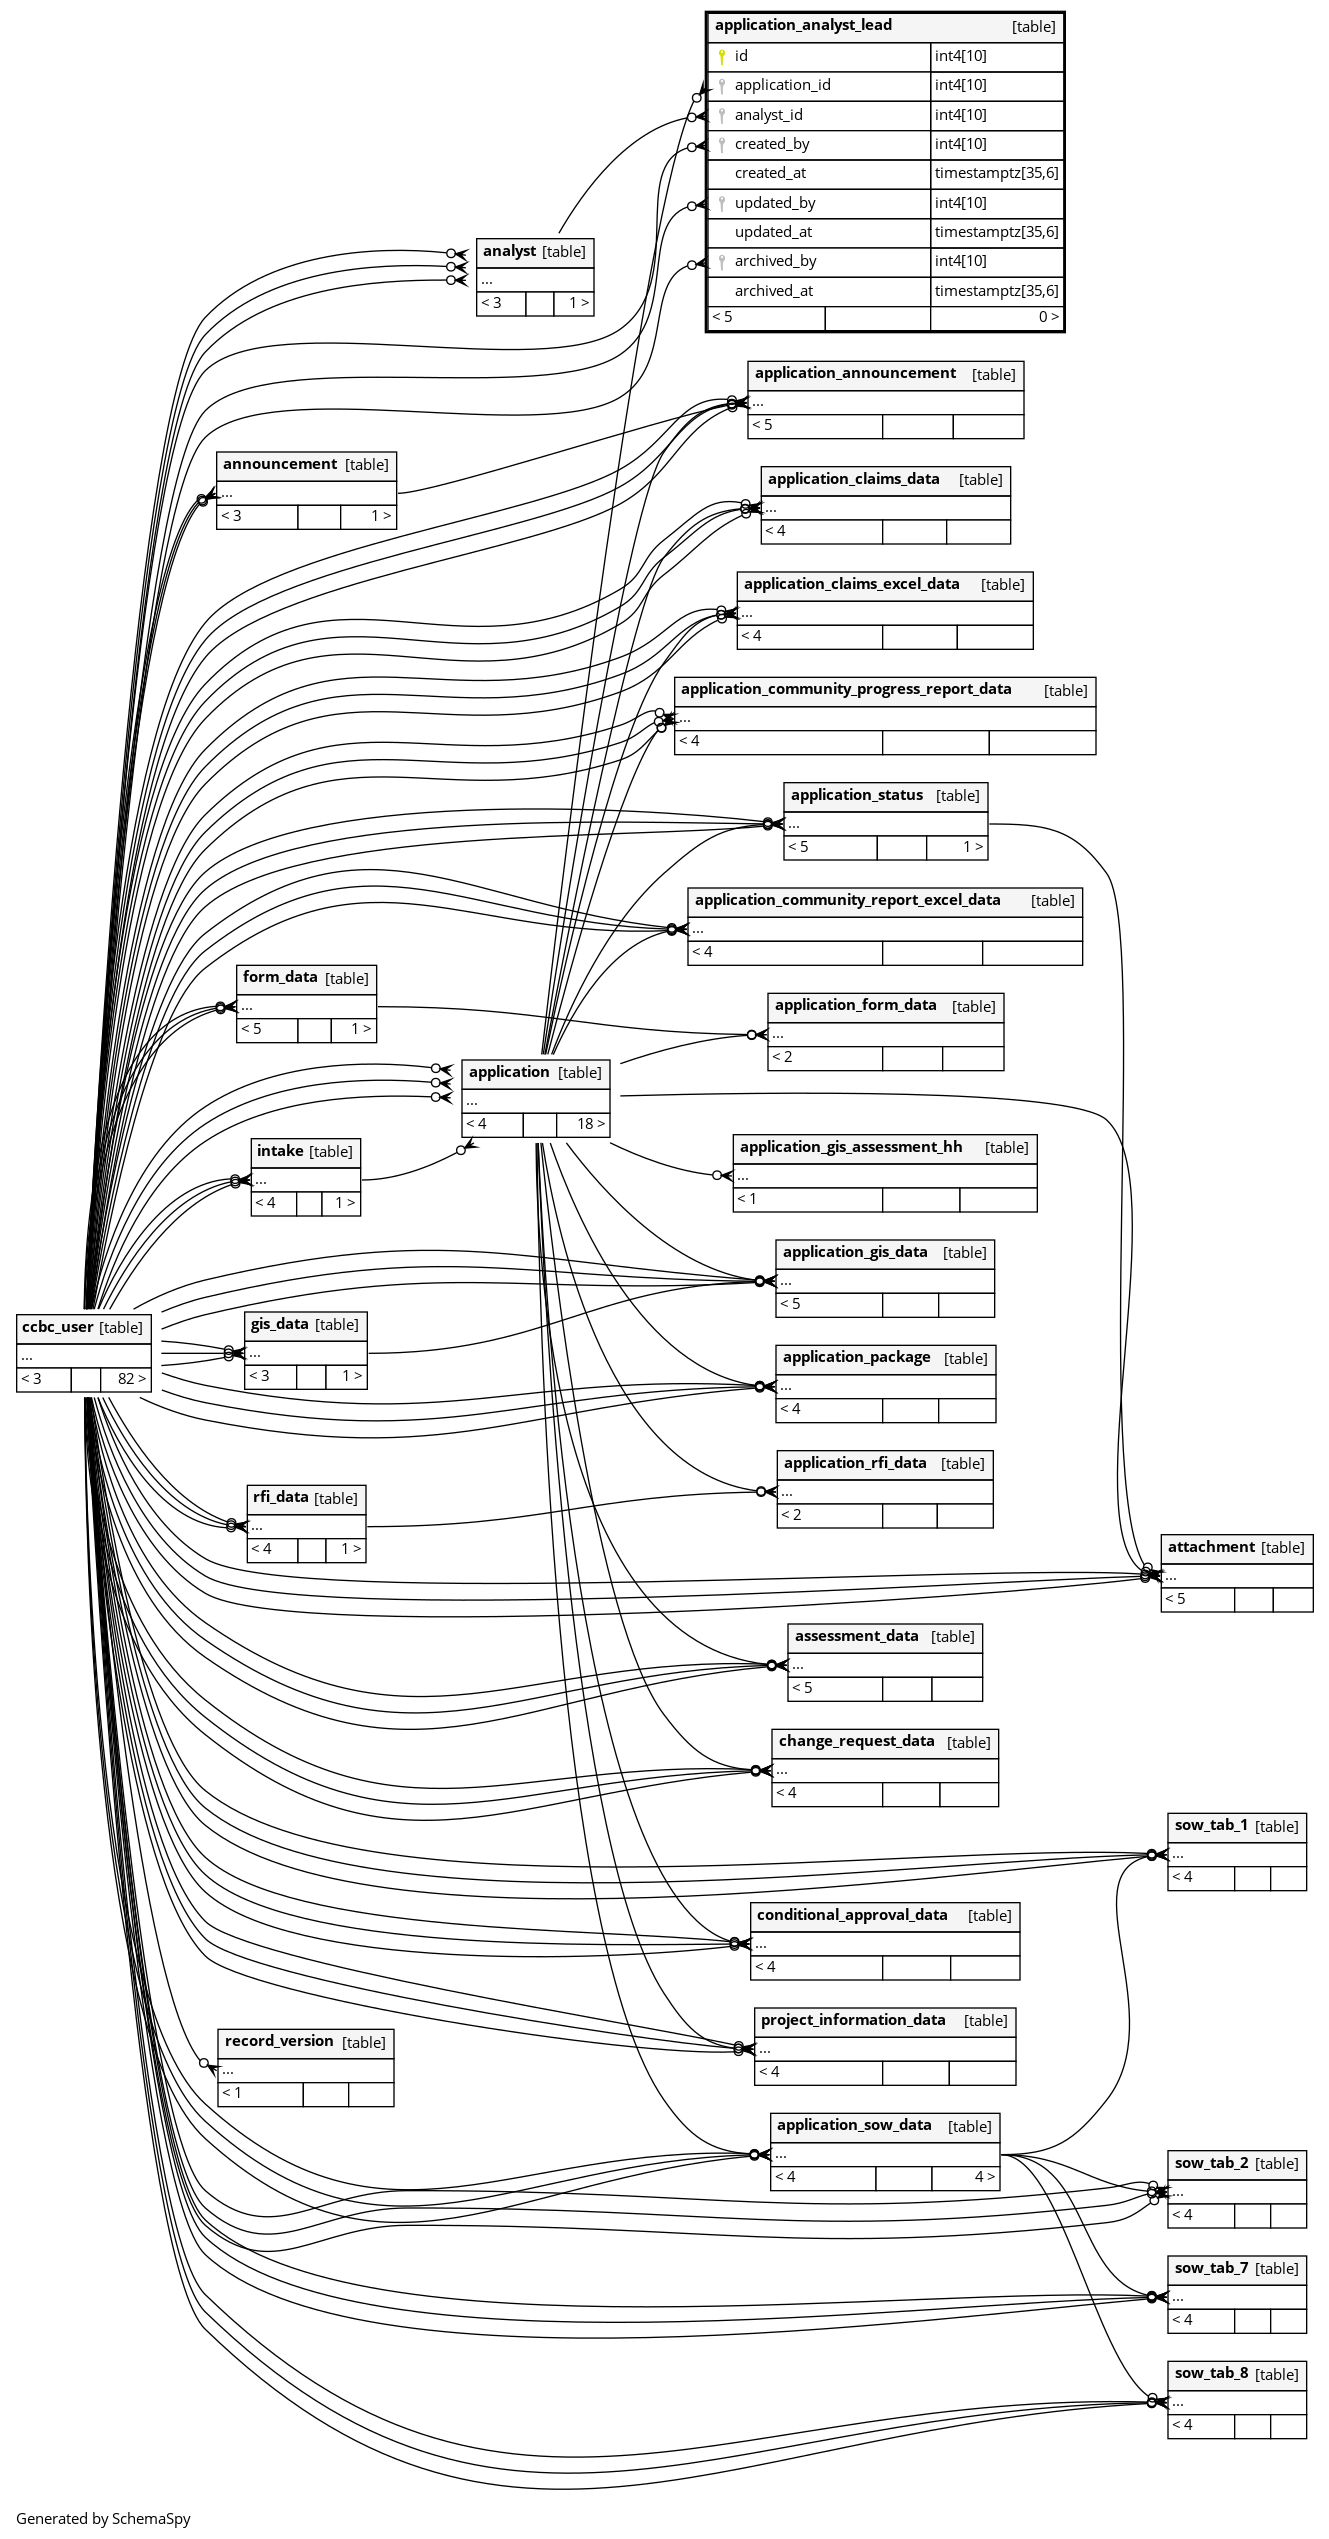 application_analyst_lead [table]
id int4[10]
application_id int4[10]
analyst_id int4[10]
created_by int4[10]
created_at timestamptz[35,6]
updated_by int4[10]
updated_at timestamptz[35,6]
archived_by int4[10]
archived_at timestamptz[35,6]
< 5 0 >
analyst [table]
...
< 3 1 >
application_announcement [table]
...
< 5
announcement [table]
...
< 3 1 >
application_claims_data [table]
...
< 4
application_claims_excel_data [table]
...
< 4
application_community_progress_report_data [table]
...
< 4
application_status [table]
...
< 5 1 >
application_community_report_excel_data [table]
...
< 4
form_data [table]
...
< 5 1 >
application_form_data [table]
...
< 2
application [table]
...
< 4 18 >
intake [table]
...
< 4 1 >
application_gis_assessment_hh [table]
...
< 1
application_gis_data [table]
...
< 5
ccbc_user [table]
...
< 3 82 >
gis_data [table]
...
< 3 1 >
application_package [table]
...
< 4
application_rfi_data [table]
...
< 2
rfi_data [table]
...
< 4 1 >
attachment [table]
...
< 5
assessment_data [table]
...
< 5
change_request_data [table]
...
< 4
sow_tab_1 [table]
...
< 4
conditional_approval_data [table]
...
< 4
project_information_data [table]
...
< 4
record_version [table]
...
< 1
application_sow_data [table]
...
< 4 4 >
sow_tab_2 [table]
...
< 4
sow_tab_7 [table]
...
< 4
sow_tab_8 [table]
...
< 4
Generated by SchemaSpy